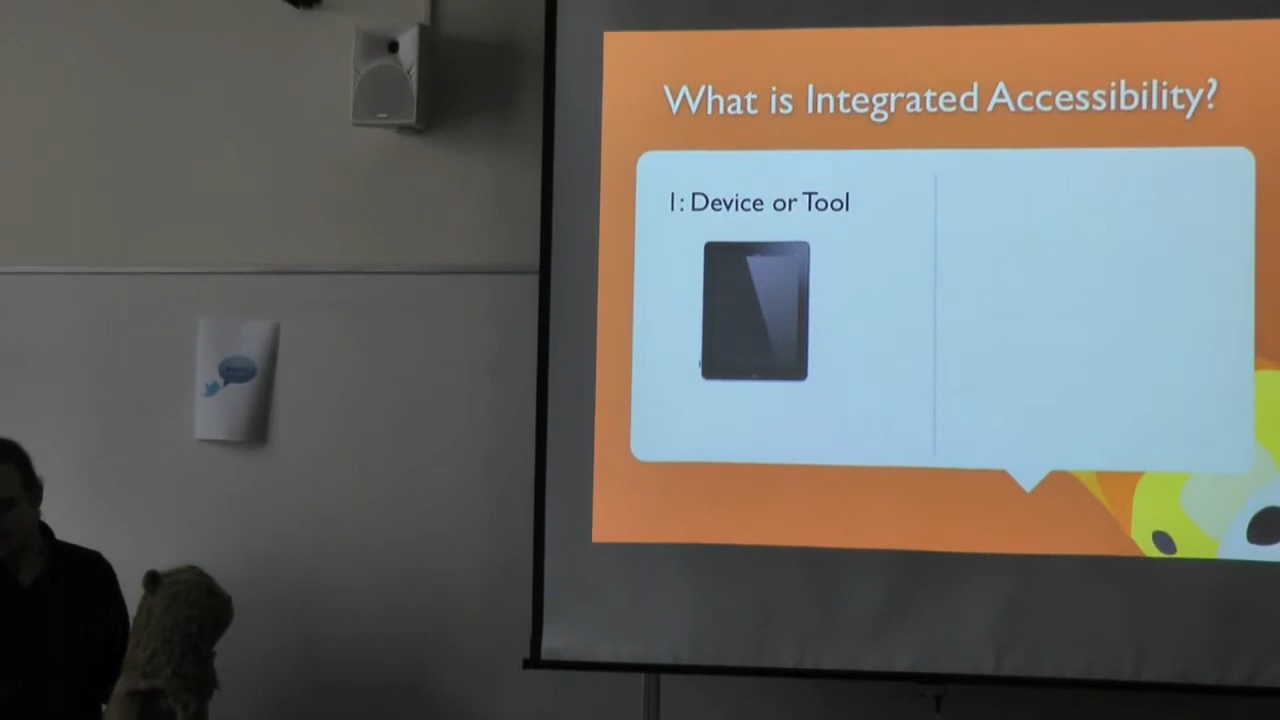 What is Integrated Accessibility?
1: Device or Tool